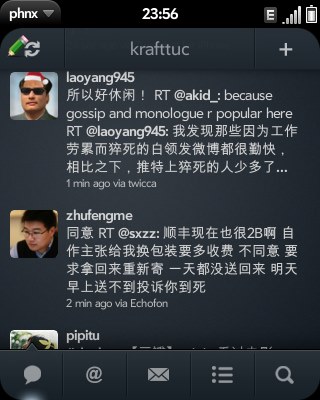 phnx
23:56
E
krafttuc
laoyang945
所以好休闲！ RT @akid_: because
gossip and monologue r popular here
RT @laoyang945: 我发现那些因为工作
劳累而猝死的白领发微博都很勤快，
相比之下，推特上猝死的人少多了...
1 min ago via twicca
zhufengme
同意 RT @sxzz: 顺丰现在也很2B啊 自
作主张给我换包装要多收费 不同意 要
求拿回来重新寄 一天都没送回来 明天
早上送不到投诉你到死
2 min ago via Echofon
pipitu